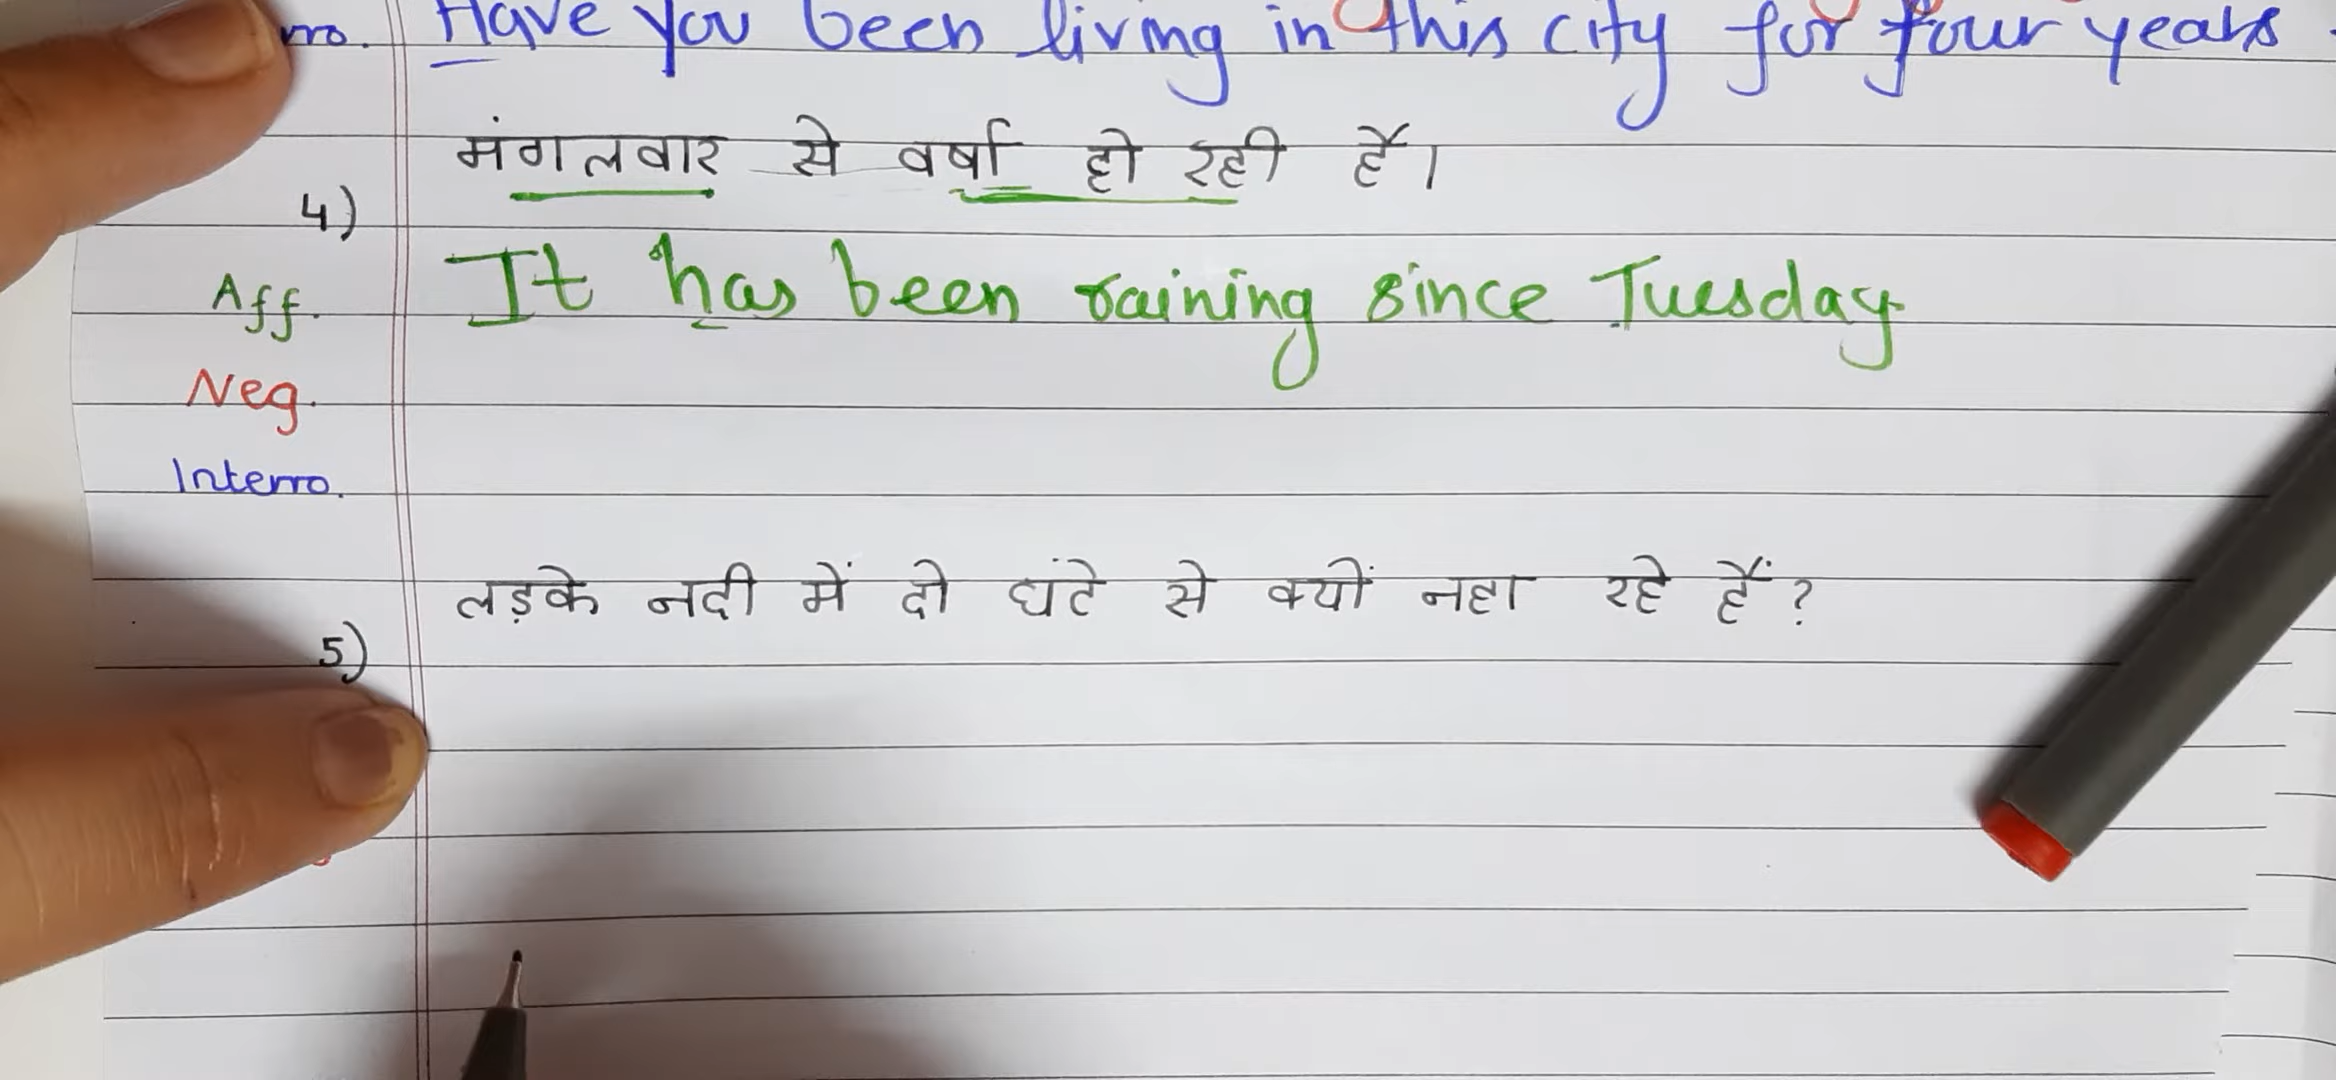 rro. Have you been living in this city for four years
मंगलवार से वर्षा हो रही है।
4)
Aff. It has been raining since Tuesday.
Neg.
Interro.
लड़के नदी में दो घंटे से क्यों नहा रहे हैं?
5)